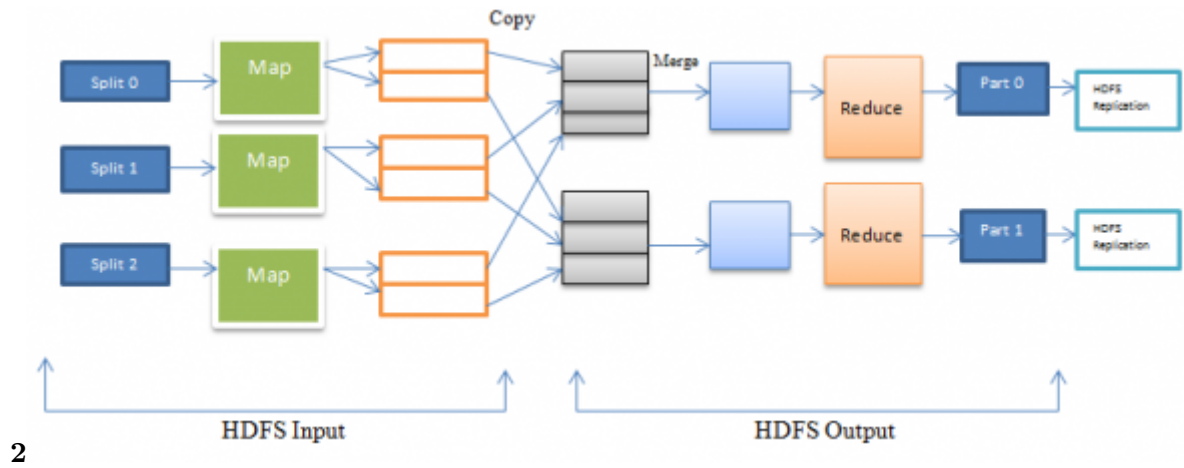 Copy
Split 0
Map
Merge
Reduce
Part 0
HDFS
Replication
Split 1
Map
Split 2
Map
Reduce
Part 1
HDFS
Replication
HDFS Input
HDFS Output
2